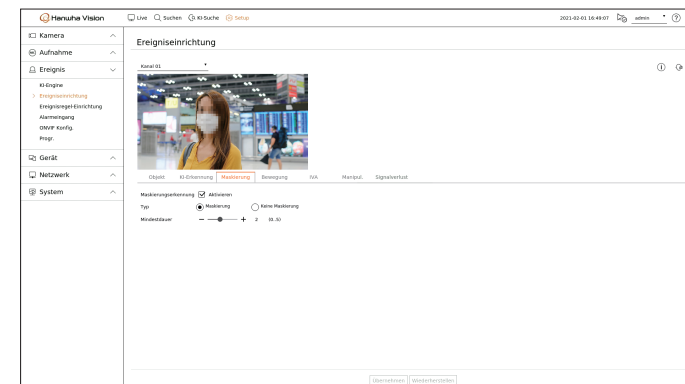 Hanwha Vision
Live Suchen KI-Suche Setup
2021-02-01 16:49:07 admin
Kamera
Aufnahme
Ereignis
KI-Engine
Ereigniseinrichtung
Ereignisregel-Einrichtung
Alarmeingang
ONVIF Konfig.
Progr.
Gerät
Netzwerk
System
Ereigniseinrichtung
Kanal 01
Objekt KI-Erkennung Maskierung Bewegung IVA Manipul. Signalverlust
Maskierungserkennung Aktivieren
Typ Maskierung Keine Maskierung
Mindestdauer 2 (0..5)
Übernehmen Wiederherstellen